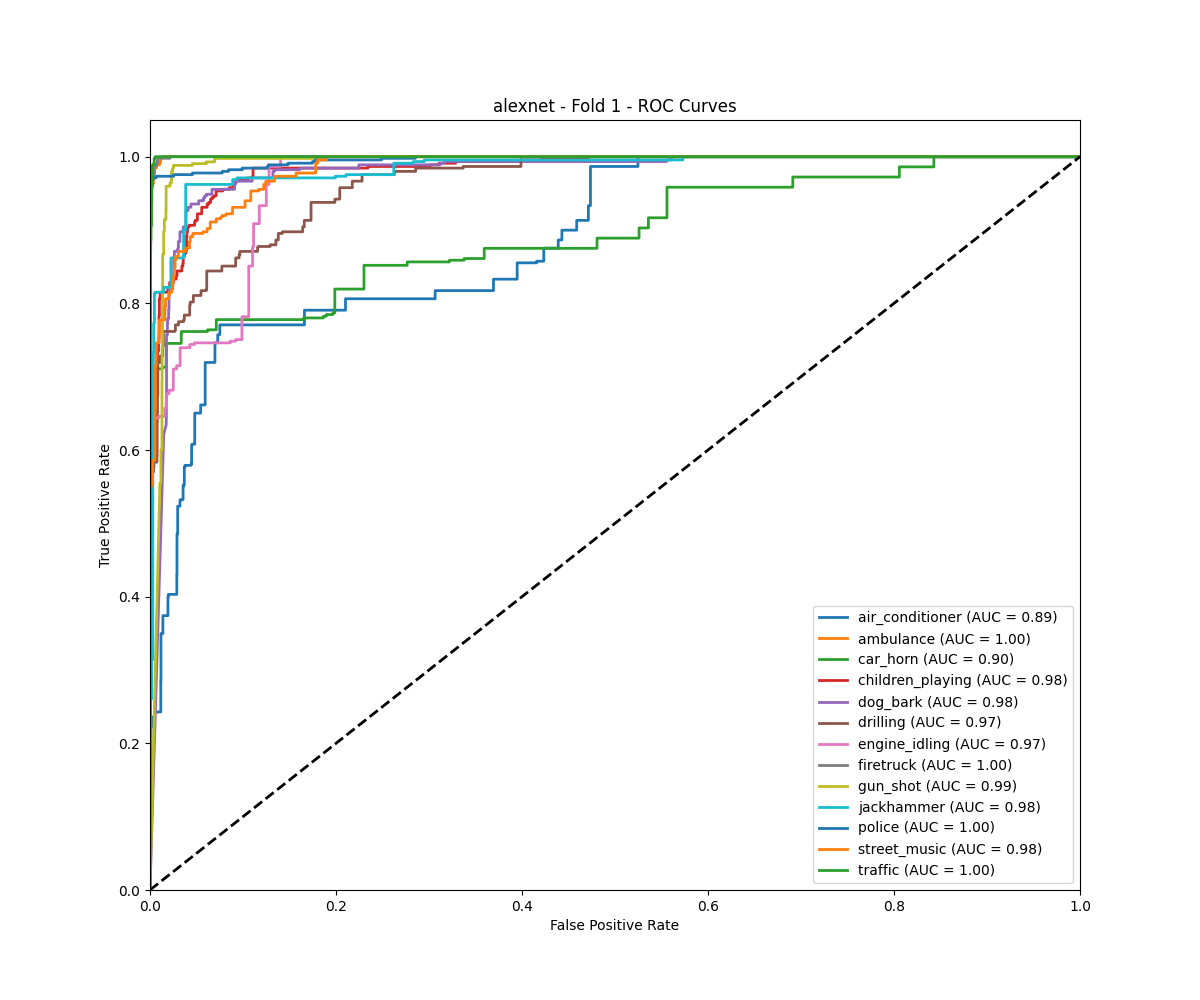 alexnet - Fold 1 - ROC Curves
True Positive Rate
1.0
0.8
0.6
0.4
0.2
0.0
air_conditioner (AUC = 0.89)
ambulance (AUC = 1.00)
car_horn (AUC = 0.90)
children_playing (AUC = 0.98)
dog_bark (AUC = 0.98)
drilling (AUC = 0.97)
engine_idling (AUC = 0.97)
firetruck (AUC = 1.00)
gun_shot (AUC = 0.99)
jackhammer (AUC = 0.98)
police (AUC = 1.00)
street_music (AUC = 0.98)
traffic (AUC = 1.00)
0.0 0.2 0.4 0.6 0.8 1.0
False Positive Rate